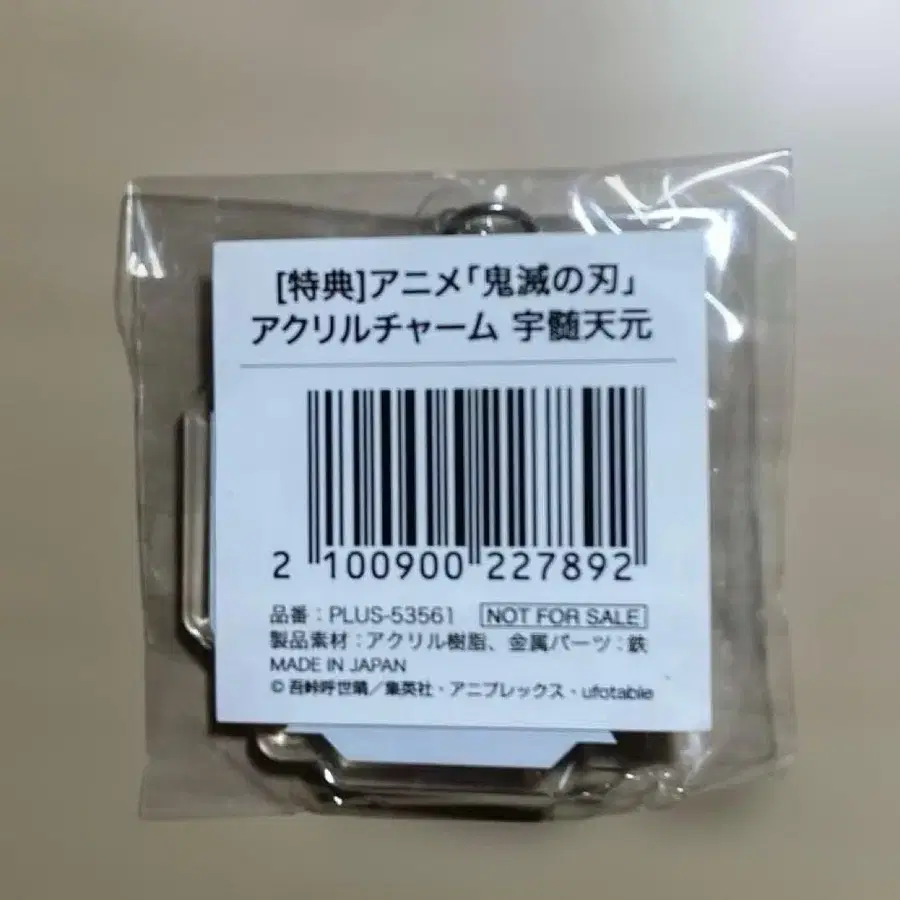 [特典]アニメ「鬼滅の刃」
アクリルチャーム 宇髄天元
2 100900 227892
品番：PLUS-53561 NOT FOR SALE
製品素材：アクリル樹脂、金属パーツ：鉄
MADE IN JAPAN
© 吾峠呼世晴／集英社・アニプレックス・ufotable